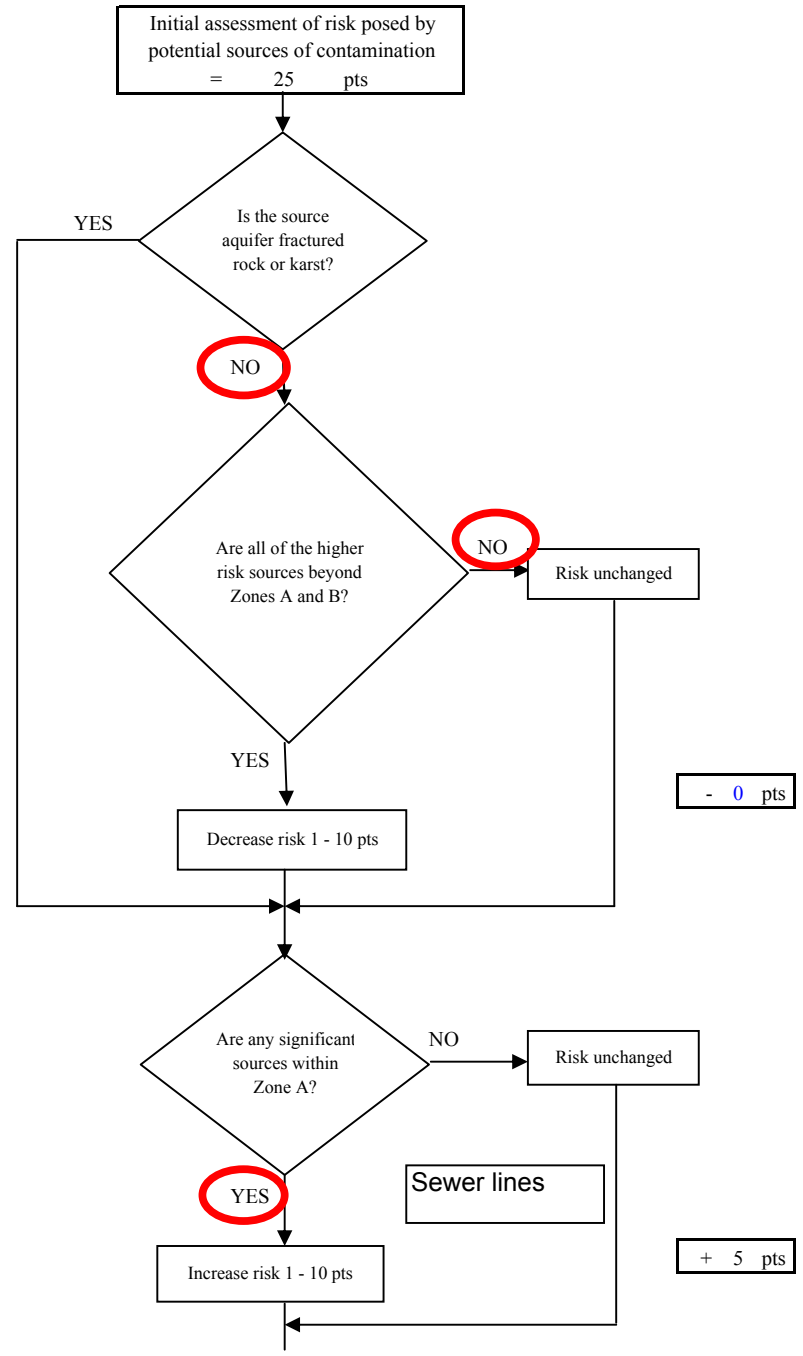 Initial assessment of risk posed by
potential sources of contamination
= 25 pts
YES
Is the source
aquifer fractured
rock or karst?
NO
Are all of the higher
risk sources beyond
Zones A and B?
NO
Risk unchanged
YES
- 0 pts
Decrease risk 1 - 10 pts
Are any significant
sources within
Zone A?
NO
Risk unchanged
YES
Sewer lines
+ 5 pts
Increase risk 1 - 10 pts